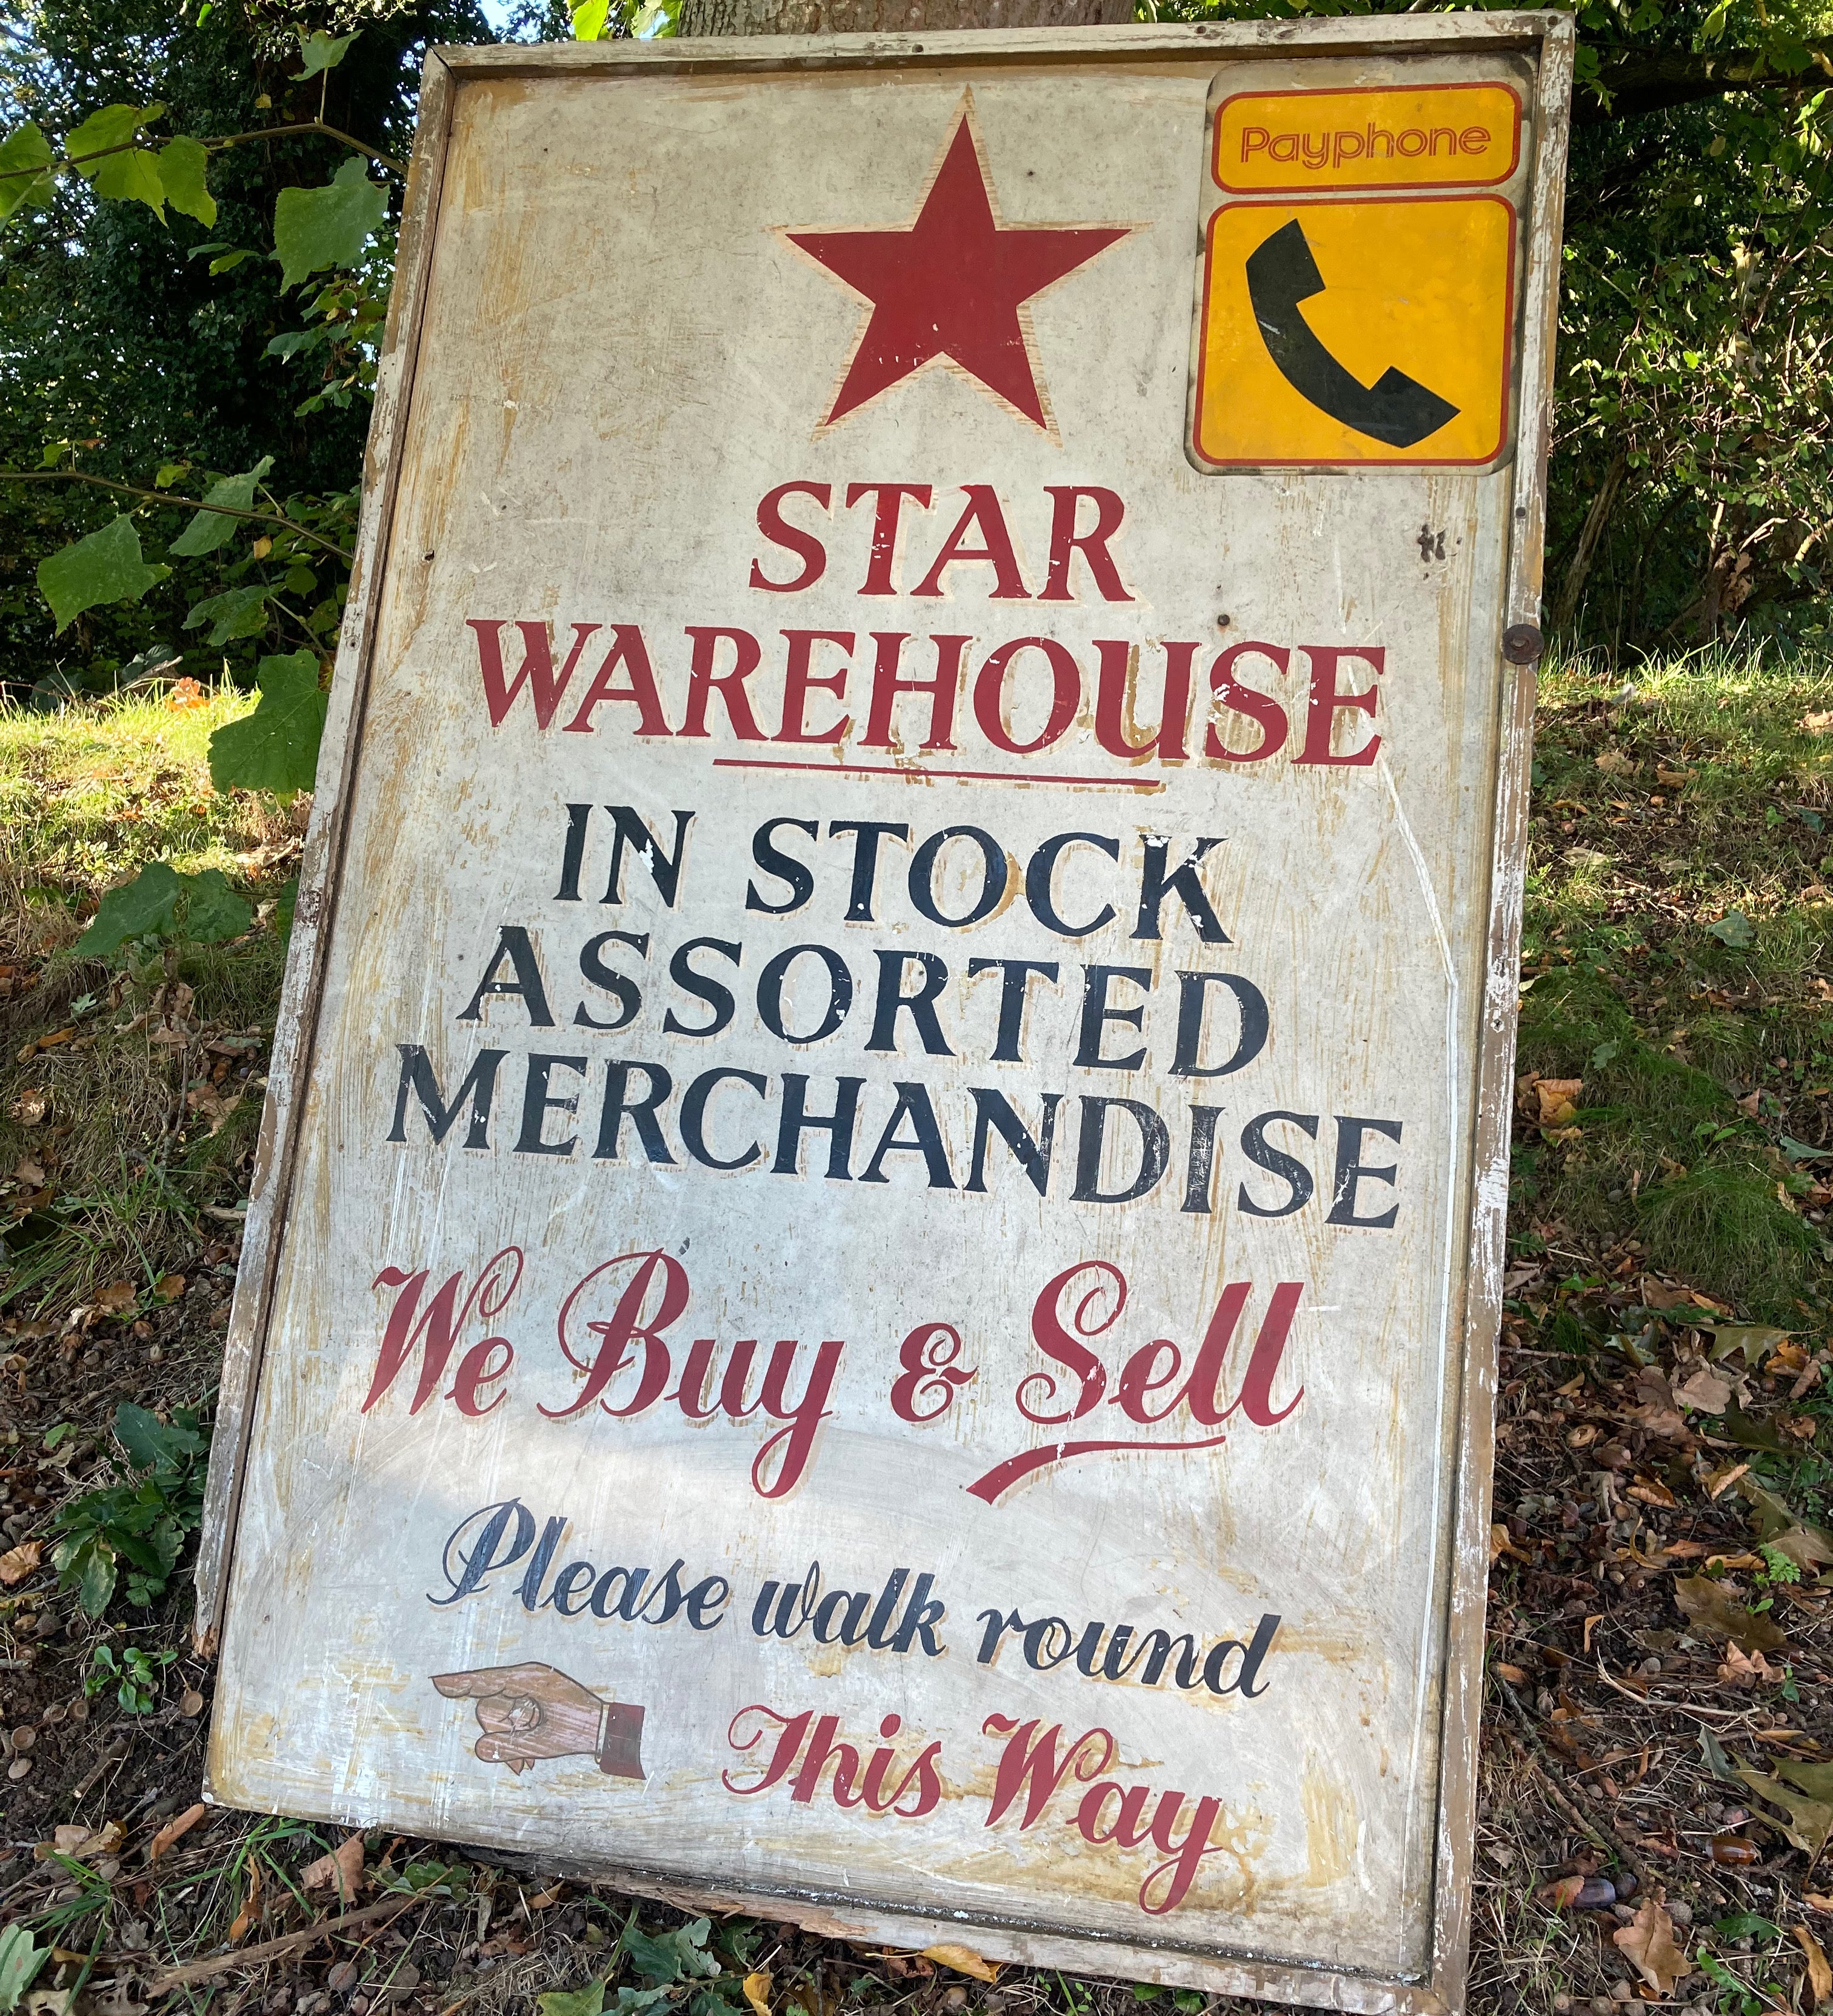 Payphone
STAR
WAREHOUSE
IN STOCK
ASSORTED
MERCHANDISE
We Buy & Sell
Please walk round
This Way